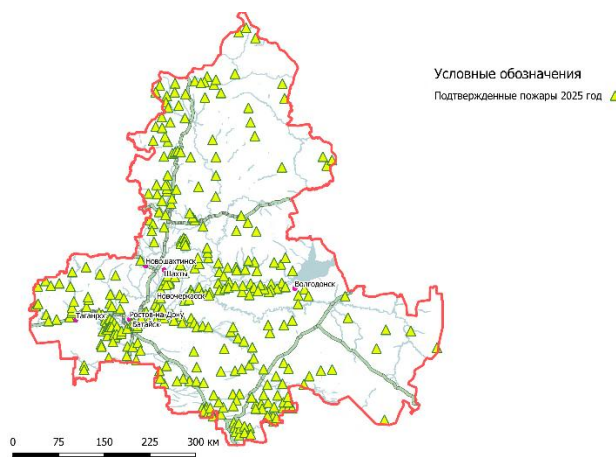 Условные обозначения
Подтвержденные пожары 2025 год
Новошахтинск
Шахты
Волгодонск
Новочеркасск
Таганрог
Ростов-на-Дону
Батайск
0 75 150 225 300 км